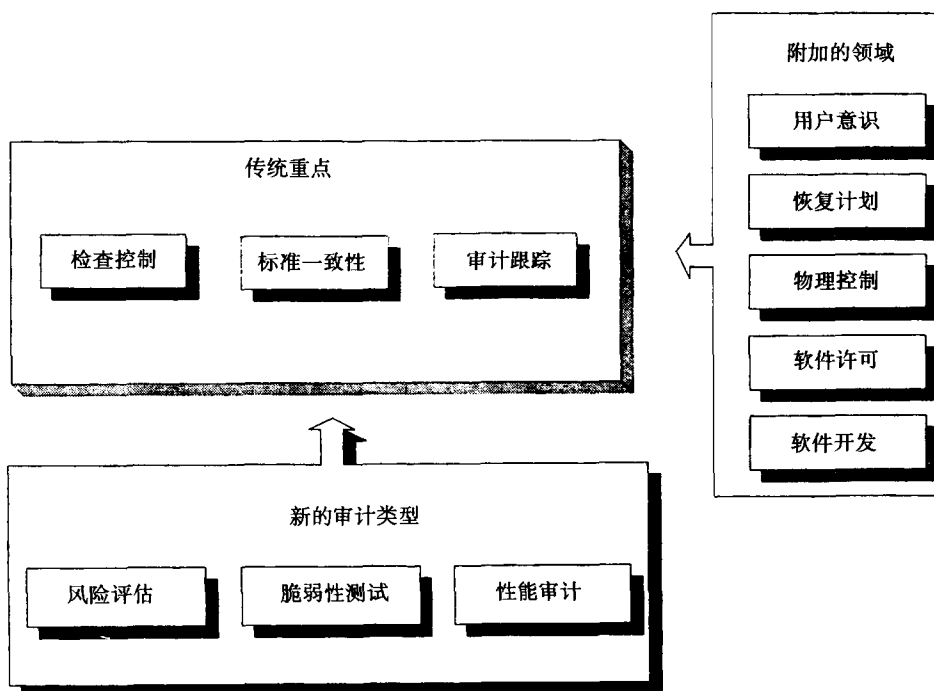 附加的领域
用户意识
恢复计划
物理控制
软件许可
软件开发
传统重点
检查控制
标准一致性
审计跟踪
新的审计类型
风险评估
脆弱性测试
性能审计